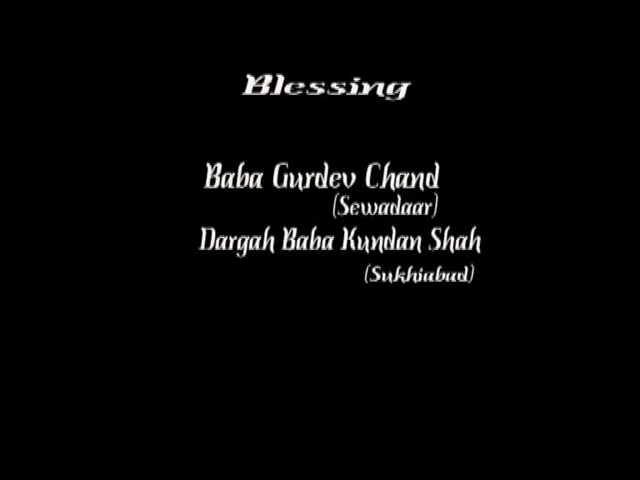 Blessing
Baba Gurdev Chand
(Sewadaar)
Dargah Baba Kundan Shah
(Sukhiabad)